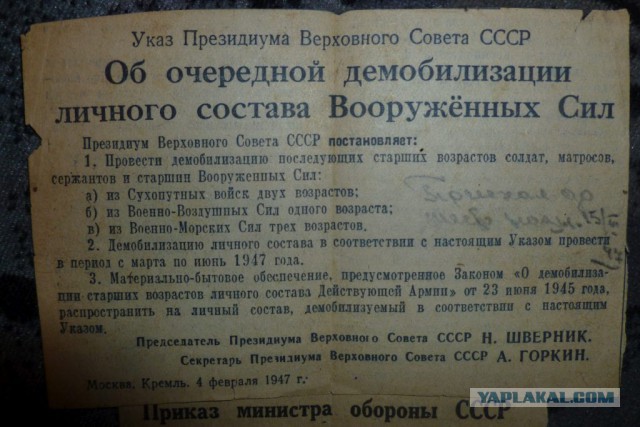 Указ Президиума Верховного Совета СССР
Об очередной демобилизации
личного состава Вооружённых Сил
Президиум Верховного Совета СССР постановляет:
1. Провести демобилизацию последующих старших возрастов солдат, матросов,
сержантов и старшин Вооруженных Сил:
а) из Сухопутных войск двух возрастов;
б) из Военно-Воздушных Сил одного возраста;
в) из Военно-Морских Сил трех возрастов.
2. Демобилизацию личного состава в соответствии с настоящим Указом провести
в период с марта по июнь 1947 года.
3. Материально-бытовое обеспечение, предусмотренное Законом «О демобилиза-
ции старших возрастов личного состава Действующей Армии» от 23 июня 1945 года,
распространить на личный состав, демобилизуемый в соответствии с настоящим
Указом.
Председатель Президиума Верховного Совета СССР Н. ШВЕРНИК.
Секретарь Президиума Верховного Совета СССР А. ГОРКИН.
Москва, Кремль. 4 февраля 1947 г.
Приказ министра обороны СССР
YAPLAKAL.COM